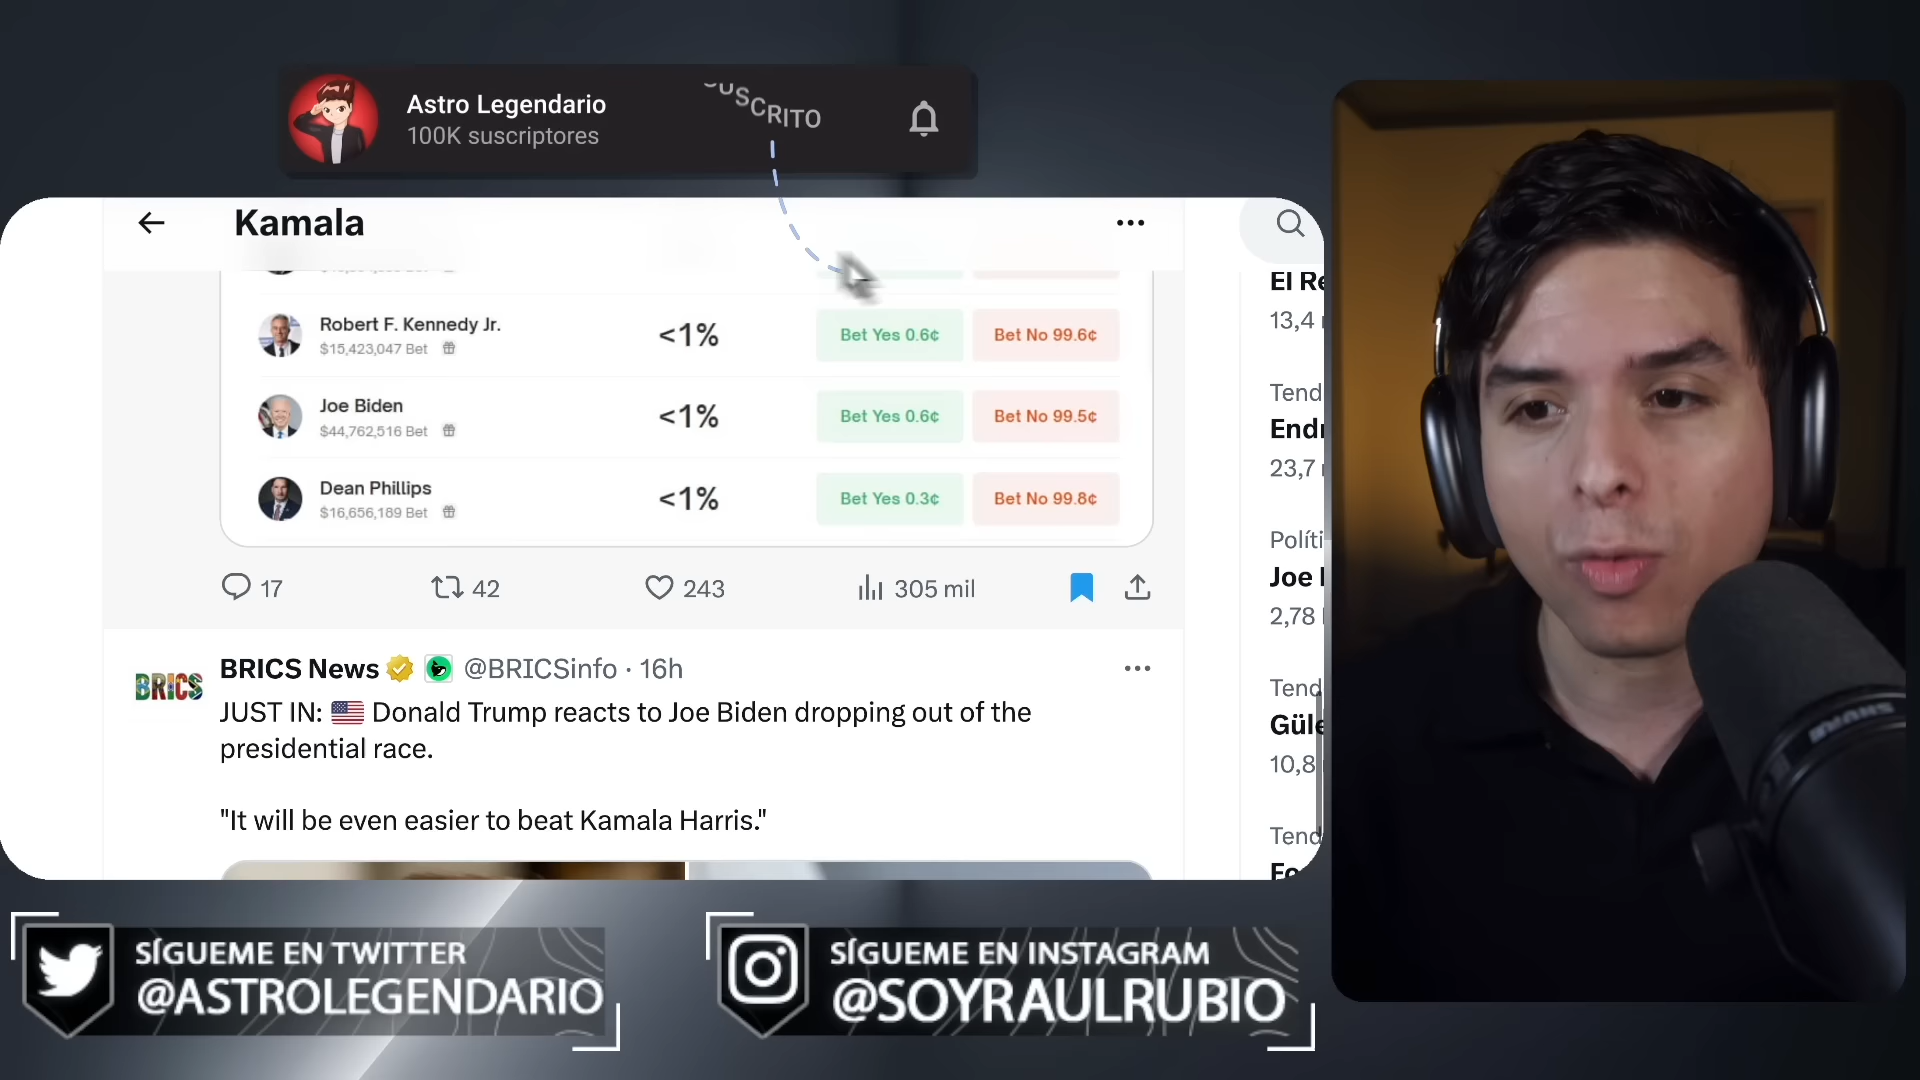 Astro Legendario
100K suscriptores
SUSCRITO
Kamala
Robert F. Kennedy Jr.
$15,423,047 Bet
<1%
Bet Yes 0.6¢
Bet No 99.6¢
Joe Biden
$44,762,516 Bet
<1%
Bet Yes 0.6¢
Bet No 99.5¢
Dean Phillips
$16,656,189 Bet
<1%
Bet Yes 0.3¢
Bet No 99.8¢
17
42
243
305 mil
BRICS
BRICS News @BRICSinfo · 16h
JUST IN: Donald Trump reacts to Joe Biden dropping out of the
presidential race.
"It will be even easier to beat Kamala Harris."
El Re
13,4
Tend
Endr
23,7
Políti
Joe
2,78
Tend
Güle
10,8
Tend
SÍGUEME EN TWITTER
@ASTROLEGENDARIO
SÍGUEME EN INSTAGRAM
@SOYRAULRUBIO